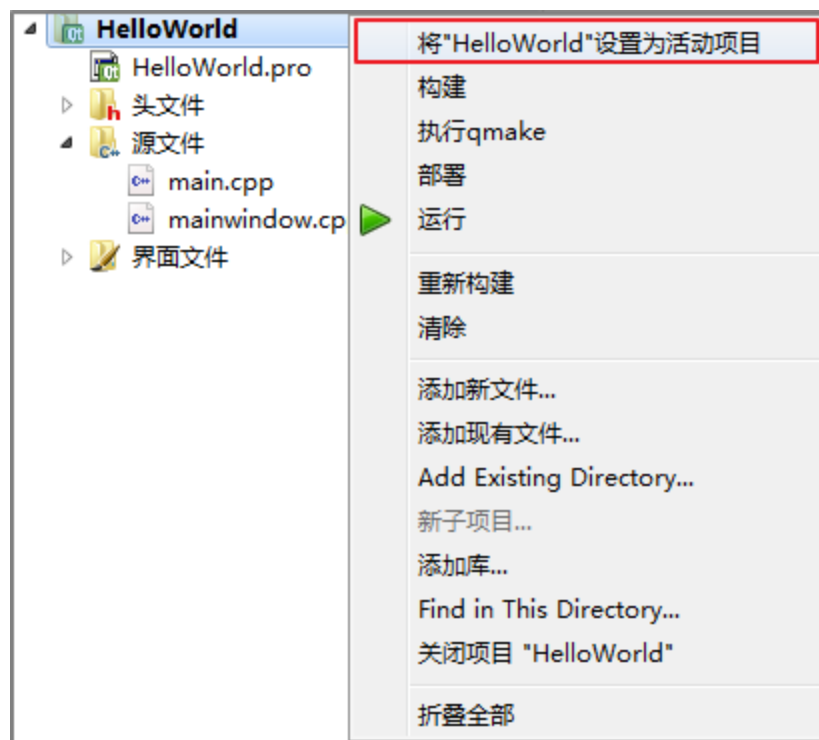 HelloWorld
HelloWorld.pro
头文件
源文件
main.cpp
mainwindow.cp
界面文件
将"HelloWorld"设置为活动项目
构建
执行qmake
部署
运行
重新构建
清除
添加新文件...
添加现有文件...
Add Existing Directory...
新子项目...
添加库...
Find in This Directory...
关闭项目 "HelloWorld"
折叠全部